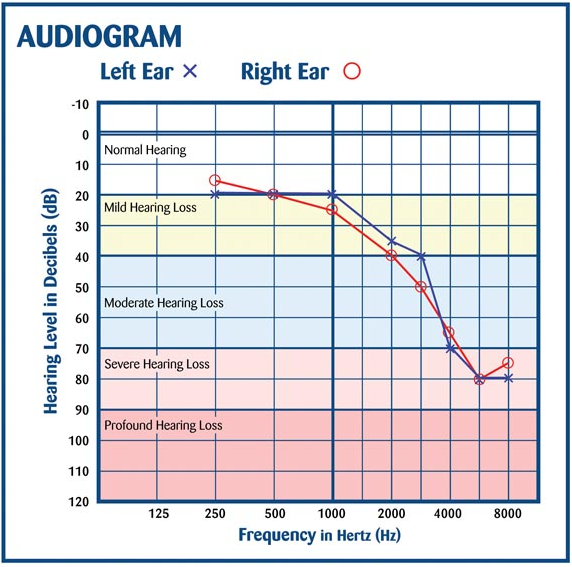 AUDIOGRAM
Left Ear × Right Ear ○
-10
0
Normal Hearing
10
20
Mild Hearing Loss
30
40
50
Moderate Hearing Loss
60
70
Severe Hearing Loss
80
90
Profound Hearing Loss
100
110
120
Hearing Level in Decibels (dB)
125 250 500 1000 2000 4000 8000
Frequency in Hertz (Hz)